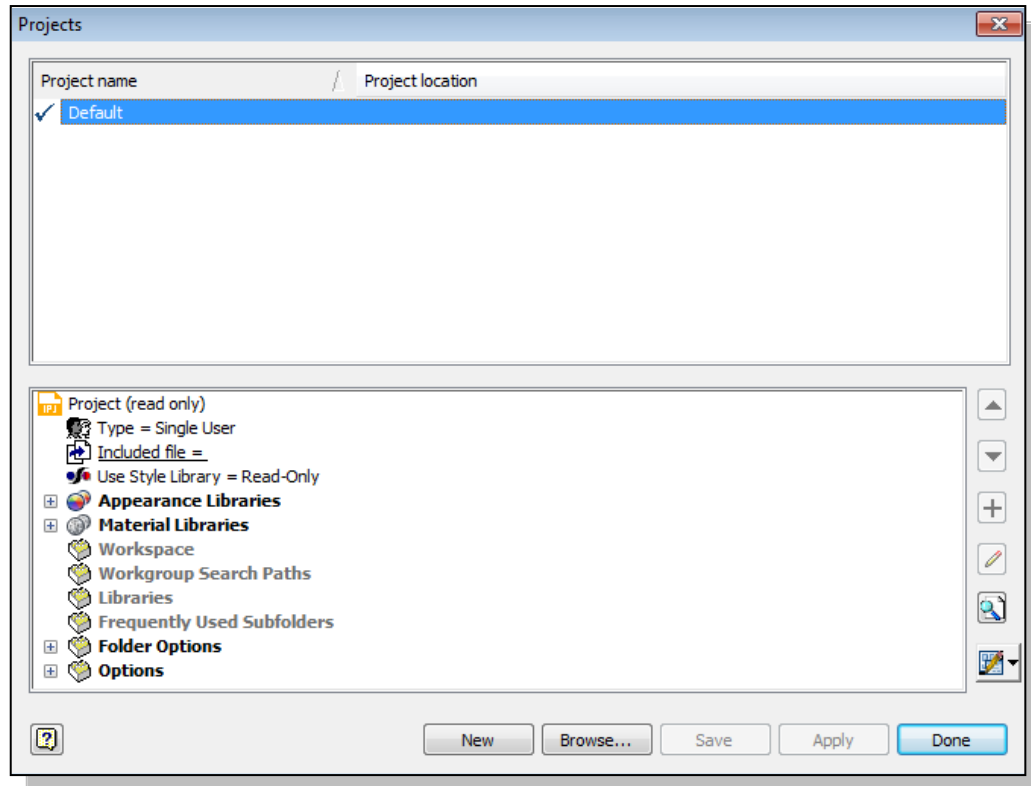 Projects
Project name Project location
Default
IPJ Project (read only)
Type = Single User
Included file =
Use Style Library = Read-Only
Appearance Libraries
Material Libraries
Workspace
Workgroup Search Paths
Libraries
Frequently Used Subfolders
Folder Options
Options
New Browse... Save Apply Done